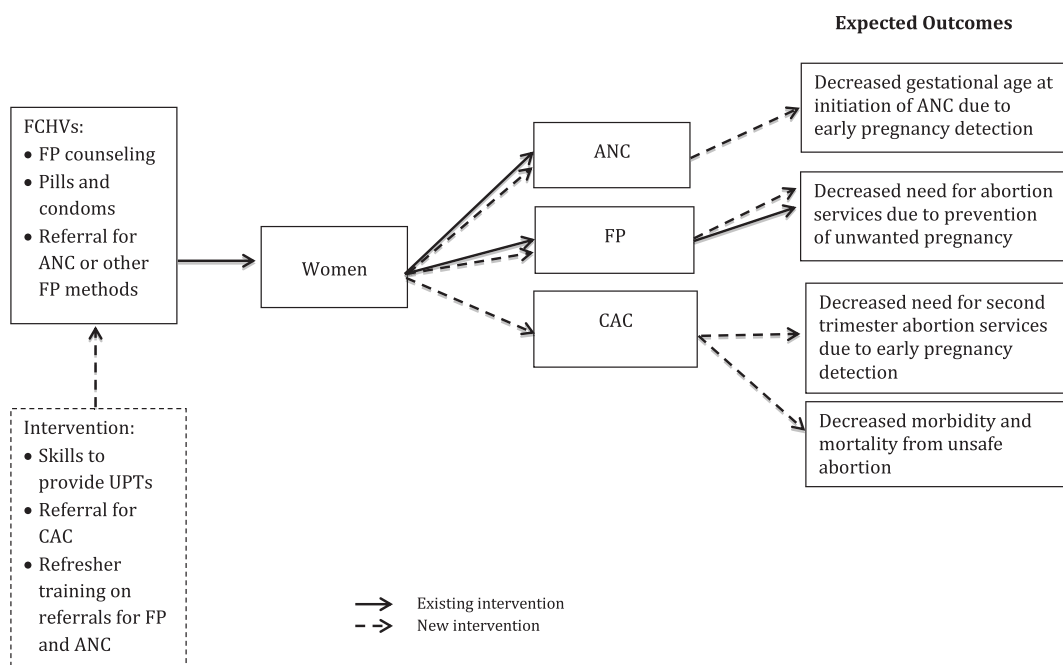 Expected Outcomes
FCHVs:
• FP counseling
• Pills and
condoms
• Referral for
ANC or other
FP methods
Intervention:
• Skills to
provide UPTs
• Referral for
CAC
• Refresher
training on
referrals for FP
and ANC
Women
ANC
FP
CAC
Decreased gestational age at
initiation of ANC due to
early pregnancy detection
Decreased need for abortion
services due to prevention
of unwanted pregnancy
Decreased need for second
trimester abortion services
due to early pregnancy
detection
Decreased morbidity and
mortality from unsafe
abortion
Existing intervention
New intervention